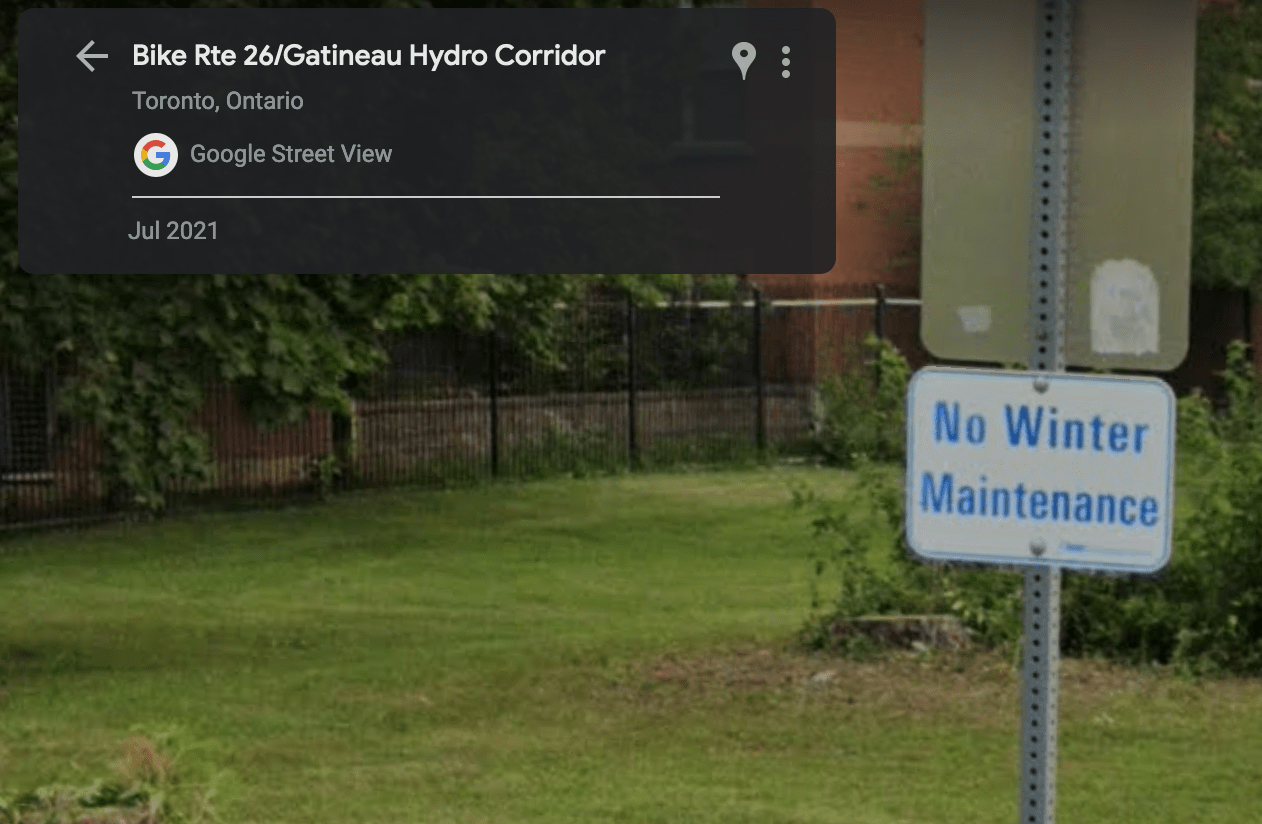 Bike Rte 26/Gatineau Hydro Corridor
Toronto, Ontario
Google Street View
Jul 2021
No Winter
Maintenance